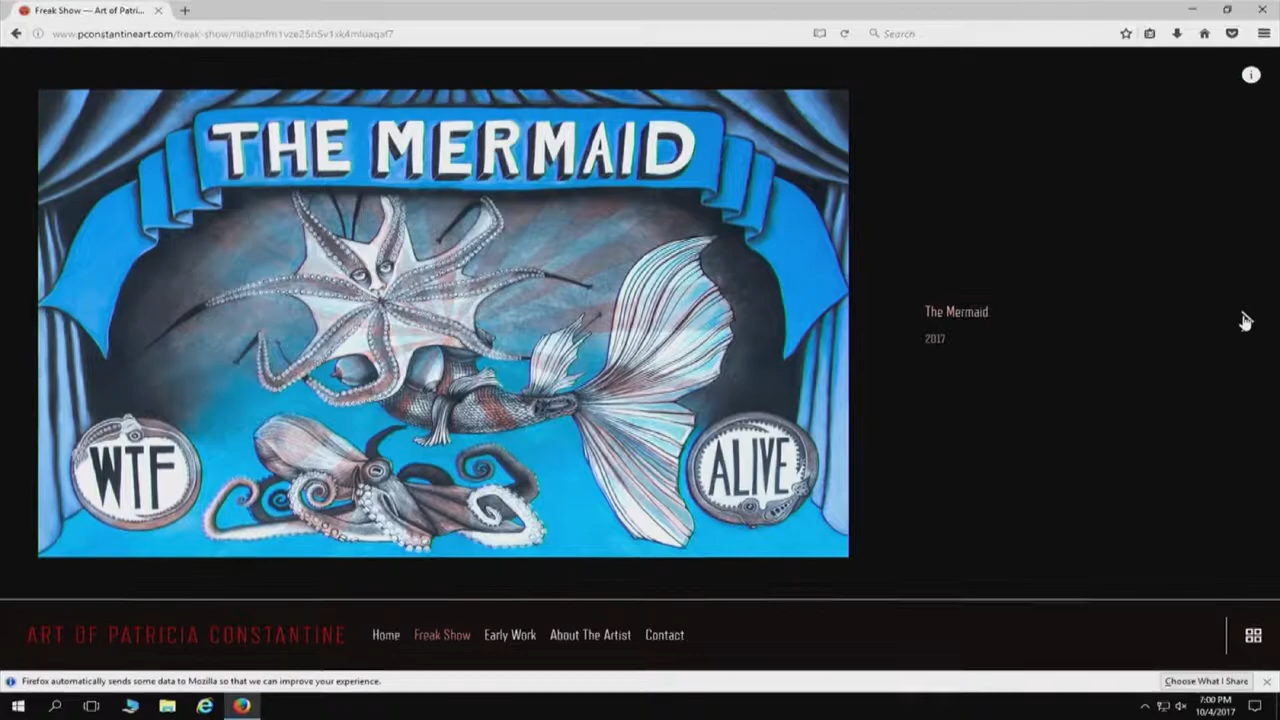 Freak Show — Art of Patri...
www.pconstantineart.com/freak-show/
Search
THE MERMAID
The Mermaid
2017
WTF
ALIVE
ART OF PATRICIA CONSTANTINE
Home
Freak Show
Early Work
About The Artist
Contact
Firefox automatically sends some data to Mozilla so that we can improve your experience.
Choose What I Share
7:00 PM
10/4/2017